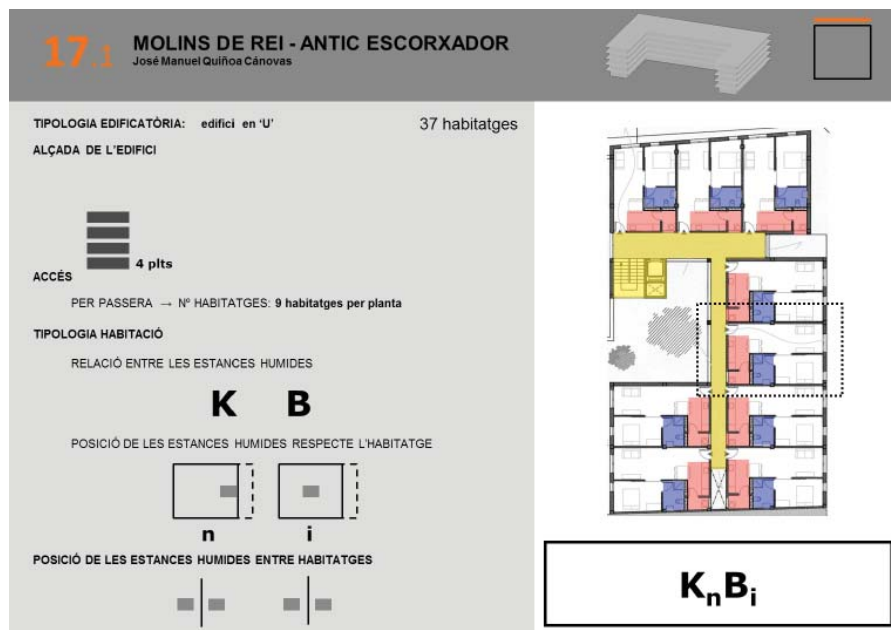 17.1 MOLINS DE REI - ANTIC ESCORXADOR
José Manuel Quiñoa Cánovas
TIPOLOGIA EDIFICATÒRIA: edifici en ‘U’ 37 habitatges
ALÇADA DE L’EDIFICI
4 plts
ACCÉS
PER PASSERA → Nº HABITATGES: 9 habitatges per planta
TIPOLOGIA HABITACIÓ
RELACIÓ ENTRE LES ESTANCES HUMIDES
K B
POSICIÓ DE LES ESTANCES HUMIDES RESPECTE L’HABITATGE
n i
POSICIÓ DE LES ESTANCES HUMIDES ENTRE HABITATGES
KnBi